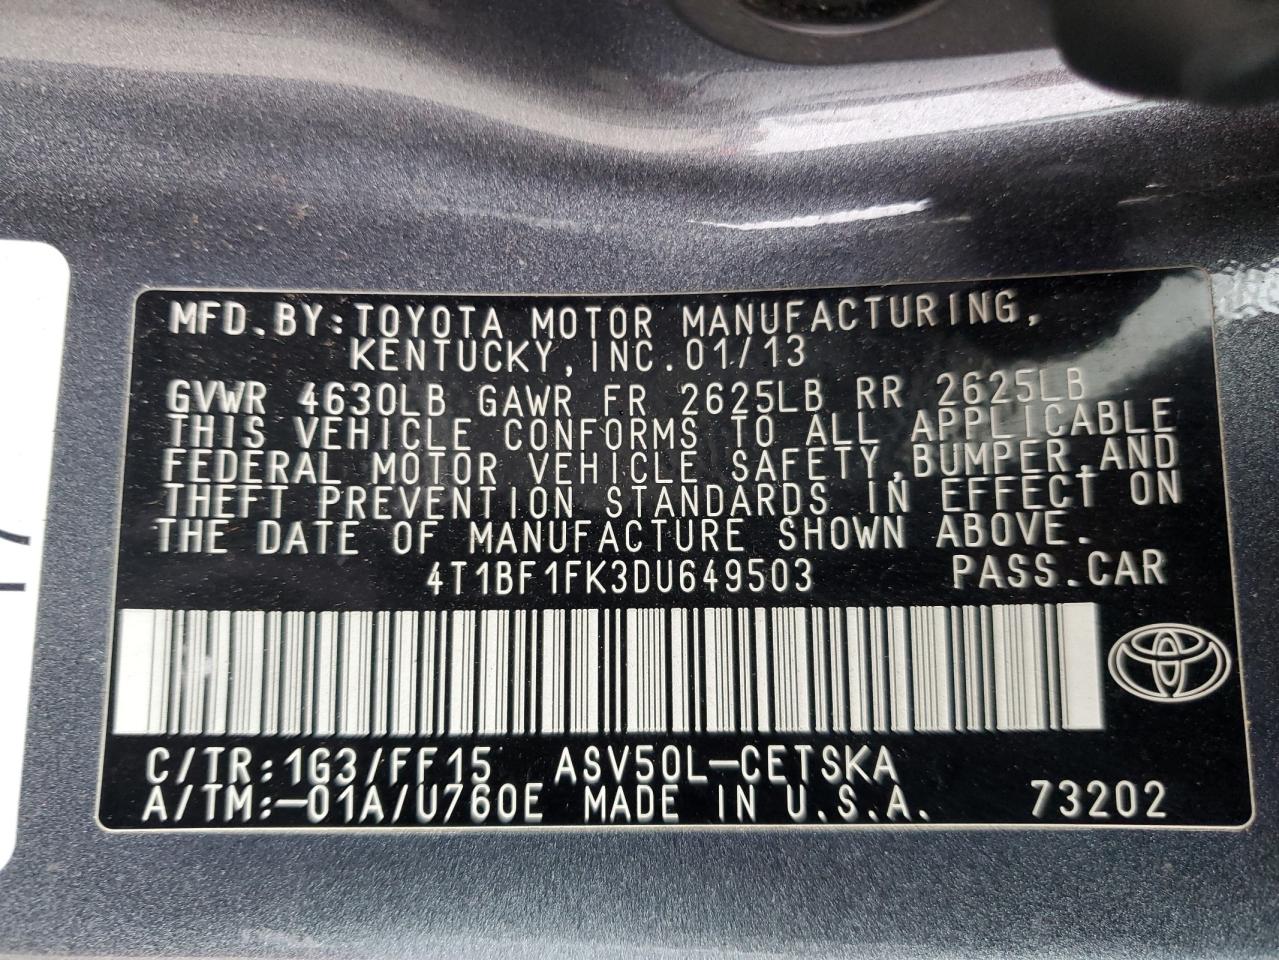 MFD.BY:TOYOTA MOTOR MANUFACTURING,
KENTUCKY,INC.01/13
GVWR 4630LB GAWR FR 2625LB RR 2625LB
THIS VEHICLE CONFORMS TO ALL APPLICABLE
FEDERAL MOTOR VEHICLE SAFETY,BUMPER,AND
THEFT PREVENTION STANDARDS IN EFFECT ON
THE DATE OF MANUFACTURE SHOWN ABOVE.
4T1BF1FK3DU649503 PASS.CAR
C/TR:1G3/FF15 ASV50L-CETSKA
A/TM:-01A/U760E MADE IN U.S.A. 73202